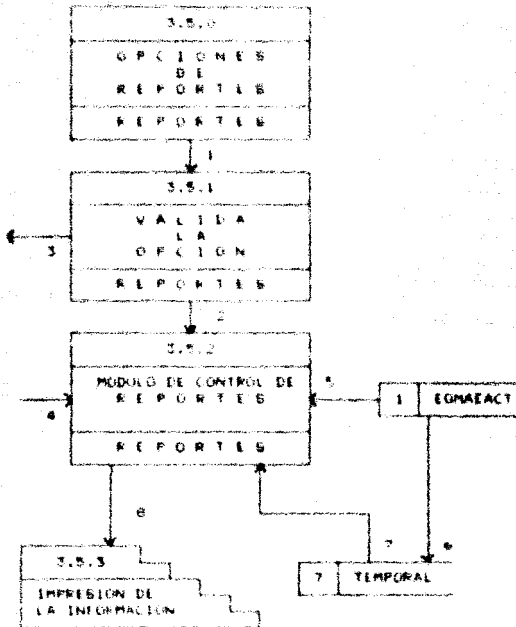 3.5.0
OPCIONES
DE
REPORTES
REPORTES
1
3.5.1
VALIDA
LA
OPCION
REPORTES
3
2
3.5.2
MODULO DE CONTROL DE
REPORTES
REPORTES
4
5
1 EQMAEACT
8
7
6
3.5.3
IMPRESION DE
LA INFORMACION
7 TEMPORAL